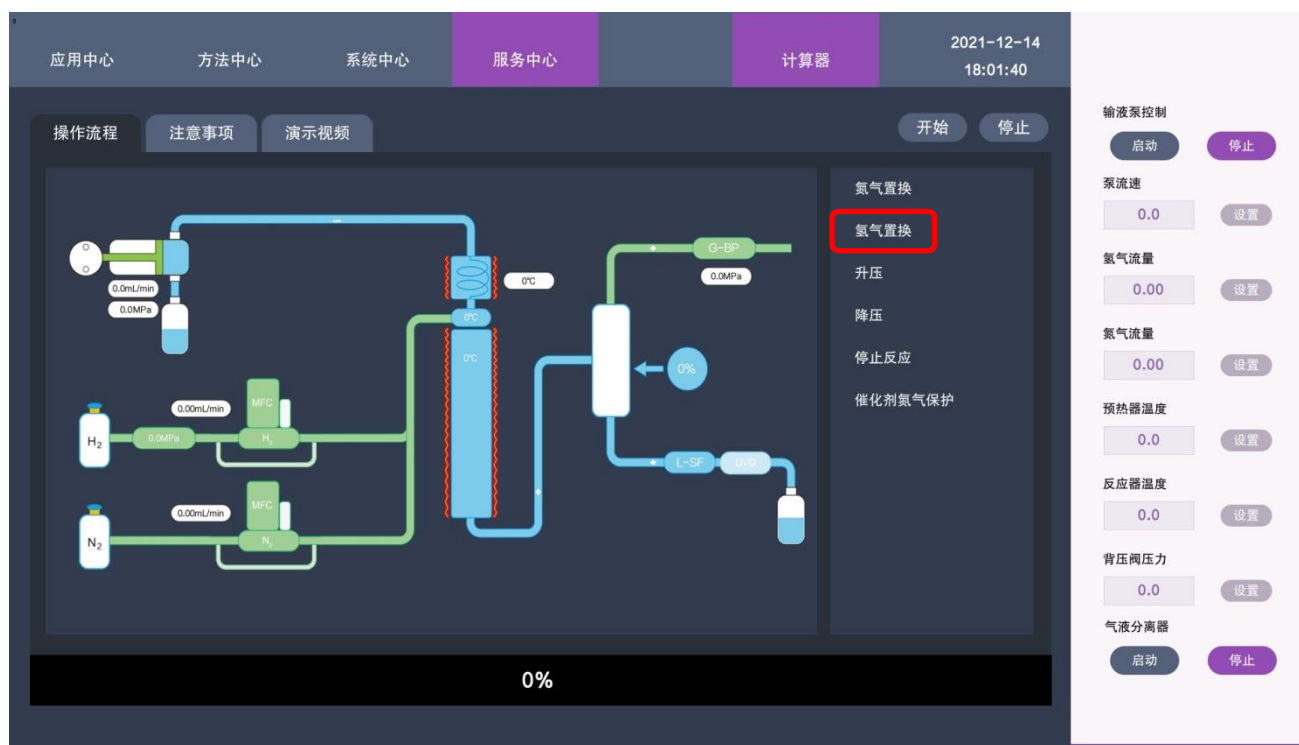 应用中心
方法中心
系统中心
服务中心
计算器
2021-12-14
18:01:40
操作流程
注意事项
演示视频
开始
停止
0.0mL/min
0.0MPa
0℃
0℃
0℃
G-BP
0.0MPa
0%
H2
0.0MPa
0.00mL/min
MFC
H2
N2
0.00mL/min
MFC
N2
L-SF
UVD
氮气置换
氢气置换
升压
降压
停止反应
催化剂氮气保护
0%
输液泵控制
启动
停止
泵流速
0.0
设置
氢气流量
0.00
设置
氮气流量
0.00
设置
预热器温度
0.0
设置
反应器温度
0.0
设置
背压阀压力
0.0
设置
气液分离器
启动
停止